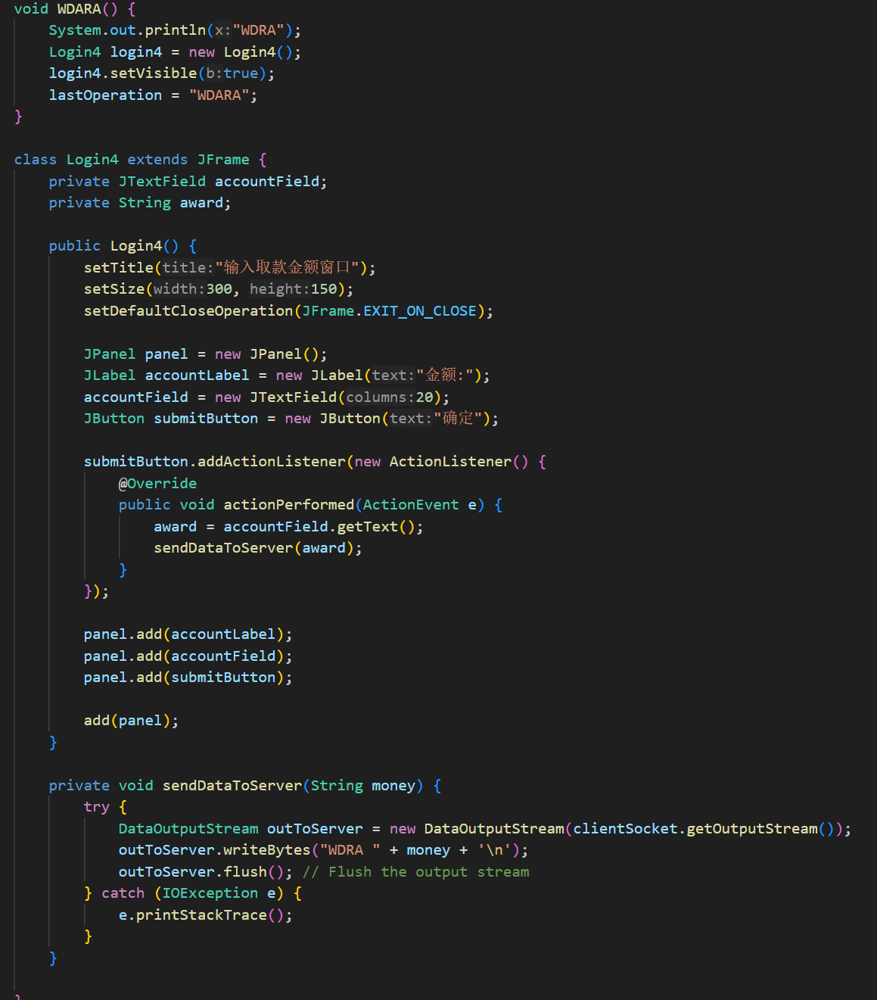 void WDARA() {
    System.out.println(x:"WDRA");
    Login4 login4 = new Login4();
    login4.setVisible(b:true);
    lastOperation = "WDARA";
}

class Login4 extends JFrame {
    private JTextField accountField;
    private String award;

    public Login4() {
        setTitle(title:"输入取款金额窗口");
        setSize(width:300, height:150);
        setDefaultCloseOperation(JFrame.EXIT_ON_CLOSE);

        JPanel panel = new JPanel();
        JLabel accountLabel = new JLabel(text:"金额:");
        accountField = new JTextField(columns:20);
        JButton submitButton = new JButton(text:"确定");

        submitButton.addActionListener(new ActionListener() {
            @Override
            public void actionPerformed(ActionEvent e) {
                award = accountField.getText();
                sendDataToServer(award);
            }
        });

        panel.add(accountLabel);
        panel.add(accountField);
        panel.add(submitButton);

        add(panel);
    }

    private void sendDataToServer(String money) {
        try {
            DataOutputStream outToServer = new DataOutputStream(clientSocket.getOutputStream());
            outToServer.writeBytes("WDRA " + money + '\n');
            outToServer.flush(); // Flush the output stream
        } catch (IOException e) {
            e.printStackTrace();
        }
    }

}